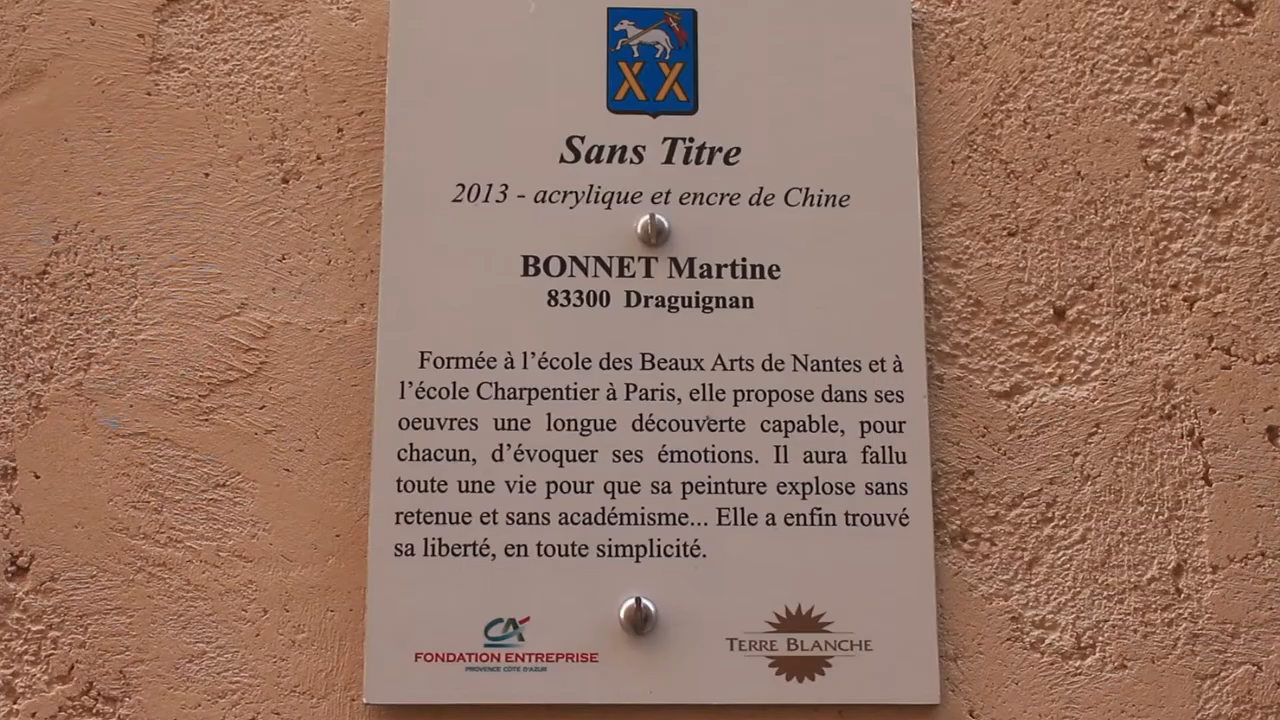 XX
Sans Titre
2013 - acrylique et encre de Chine
BONNET Martine
83300 Draguignan
Formée à l'école des Beaux Arts de Nantes et à
l'école Charpentier à Paris, elle propose dans ses
oeuvres une longue découverte capable, pour
chacun, d'évoquer ses émotions. Il aura fallu
toute une vie pour que sa peinture explose sans
retenue et sans académisme... Elle a enfin trouvé
sa liberté, en toute simplicité.
CA
FONDATION ENTREPRISE
PROVENCE CÔTE D'AZUR
TERRE BLANCHE